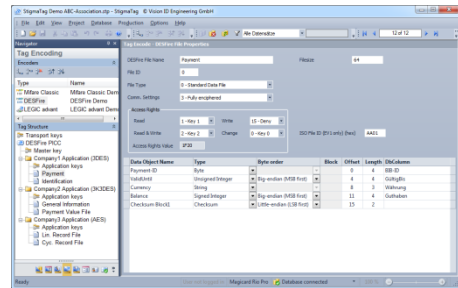 StigmaTag Demo ABC-Association.stp - StigmaTag © Vision ID Engineering GmbH
File Edit View Project Database Production Options Help
Alle Datensätze 12 of 12
Navigator
Tag Encode - DESFire File Properties
Tag Encoding
Encoders
DESFire File Name Payment Filesize 64
File ID 0
Type Name
File Type 0 - Standard Data File
Mifare Classic Mifare Classic Dem
DESFire DESFire Demo
Comm. Settings 3 - Fully enciphered
LEGIC advant LEGIC advant Demo
Access Rights
Tag Structure
Read 1 - Key 1 Write 15 - Deny
Transport keys
DESFire PICC
Read & Write 2 - Key 2 Change 0 - Key 0 ISO File ID (EV1 only) (hex) AA01
Master key
Company1 Application (3DES)
Access Rights Value
Application keys
Payment
Data Object Name Type Byte order Block Offset Length DbColumn
Identification
Payment-ID Byte 0 4
Company2 Application (3K3DES)
ValidUntil Unsigned Integer Big-endian (MSB first) 4 4
Application keys
Currency String 8 3 Währung
General Information
Balance Signed Integer Big-endian (MSB first) 11 4 Guthaben
Payment Value File
Checksum Block1 Checksum Little-endian (LSB first) 15 2
Company3 Application (AES)
Application keys
Lin. Record File
Cyc. Record File
Ready Magicard Rio Pro Database connected 100 %